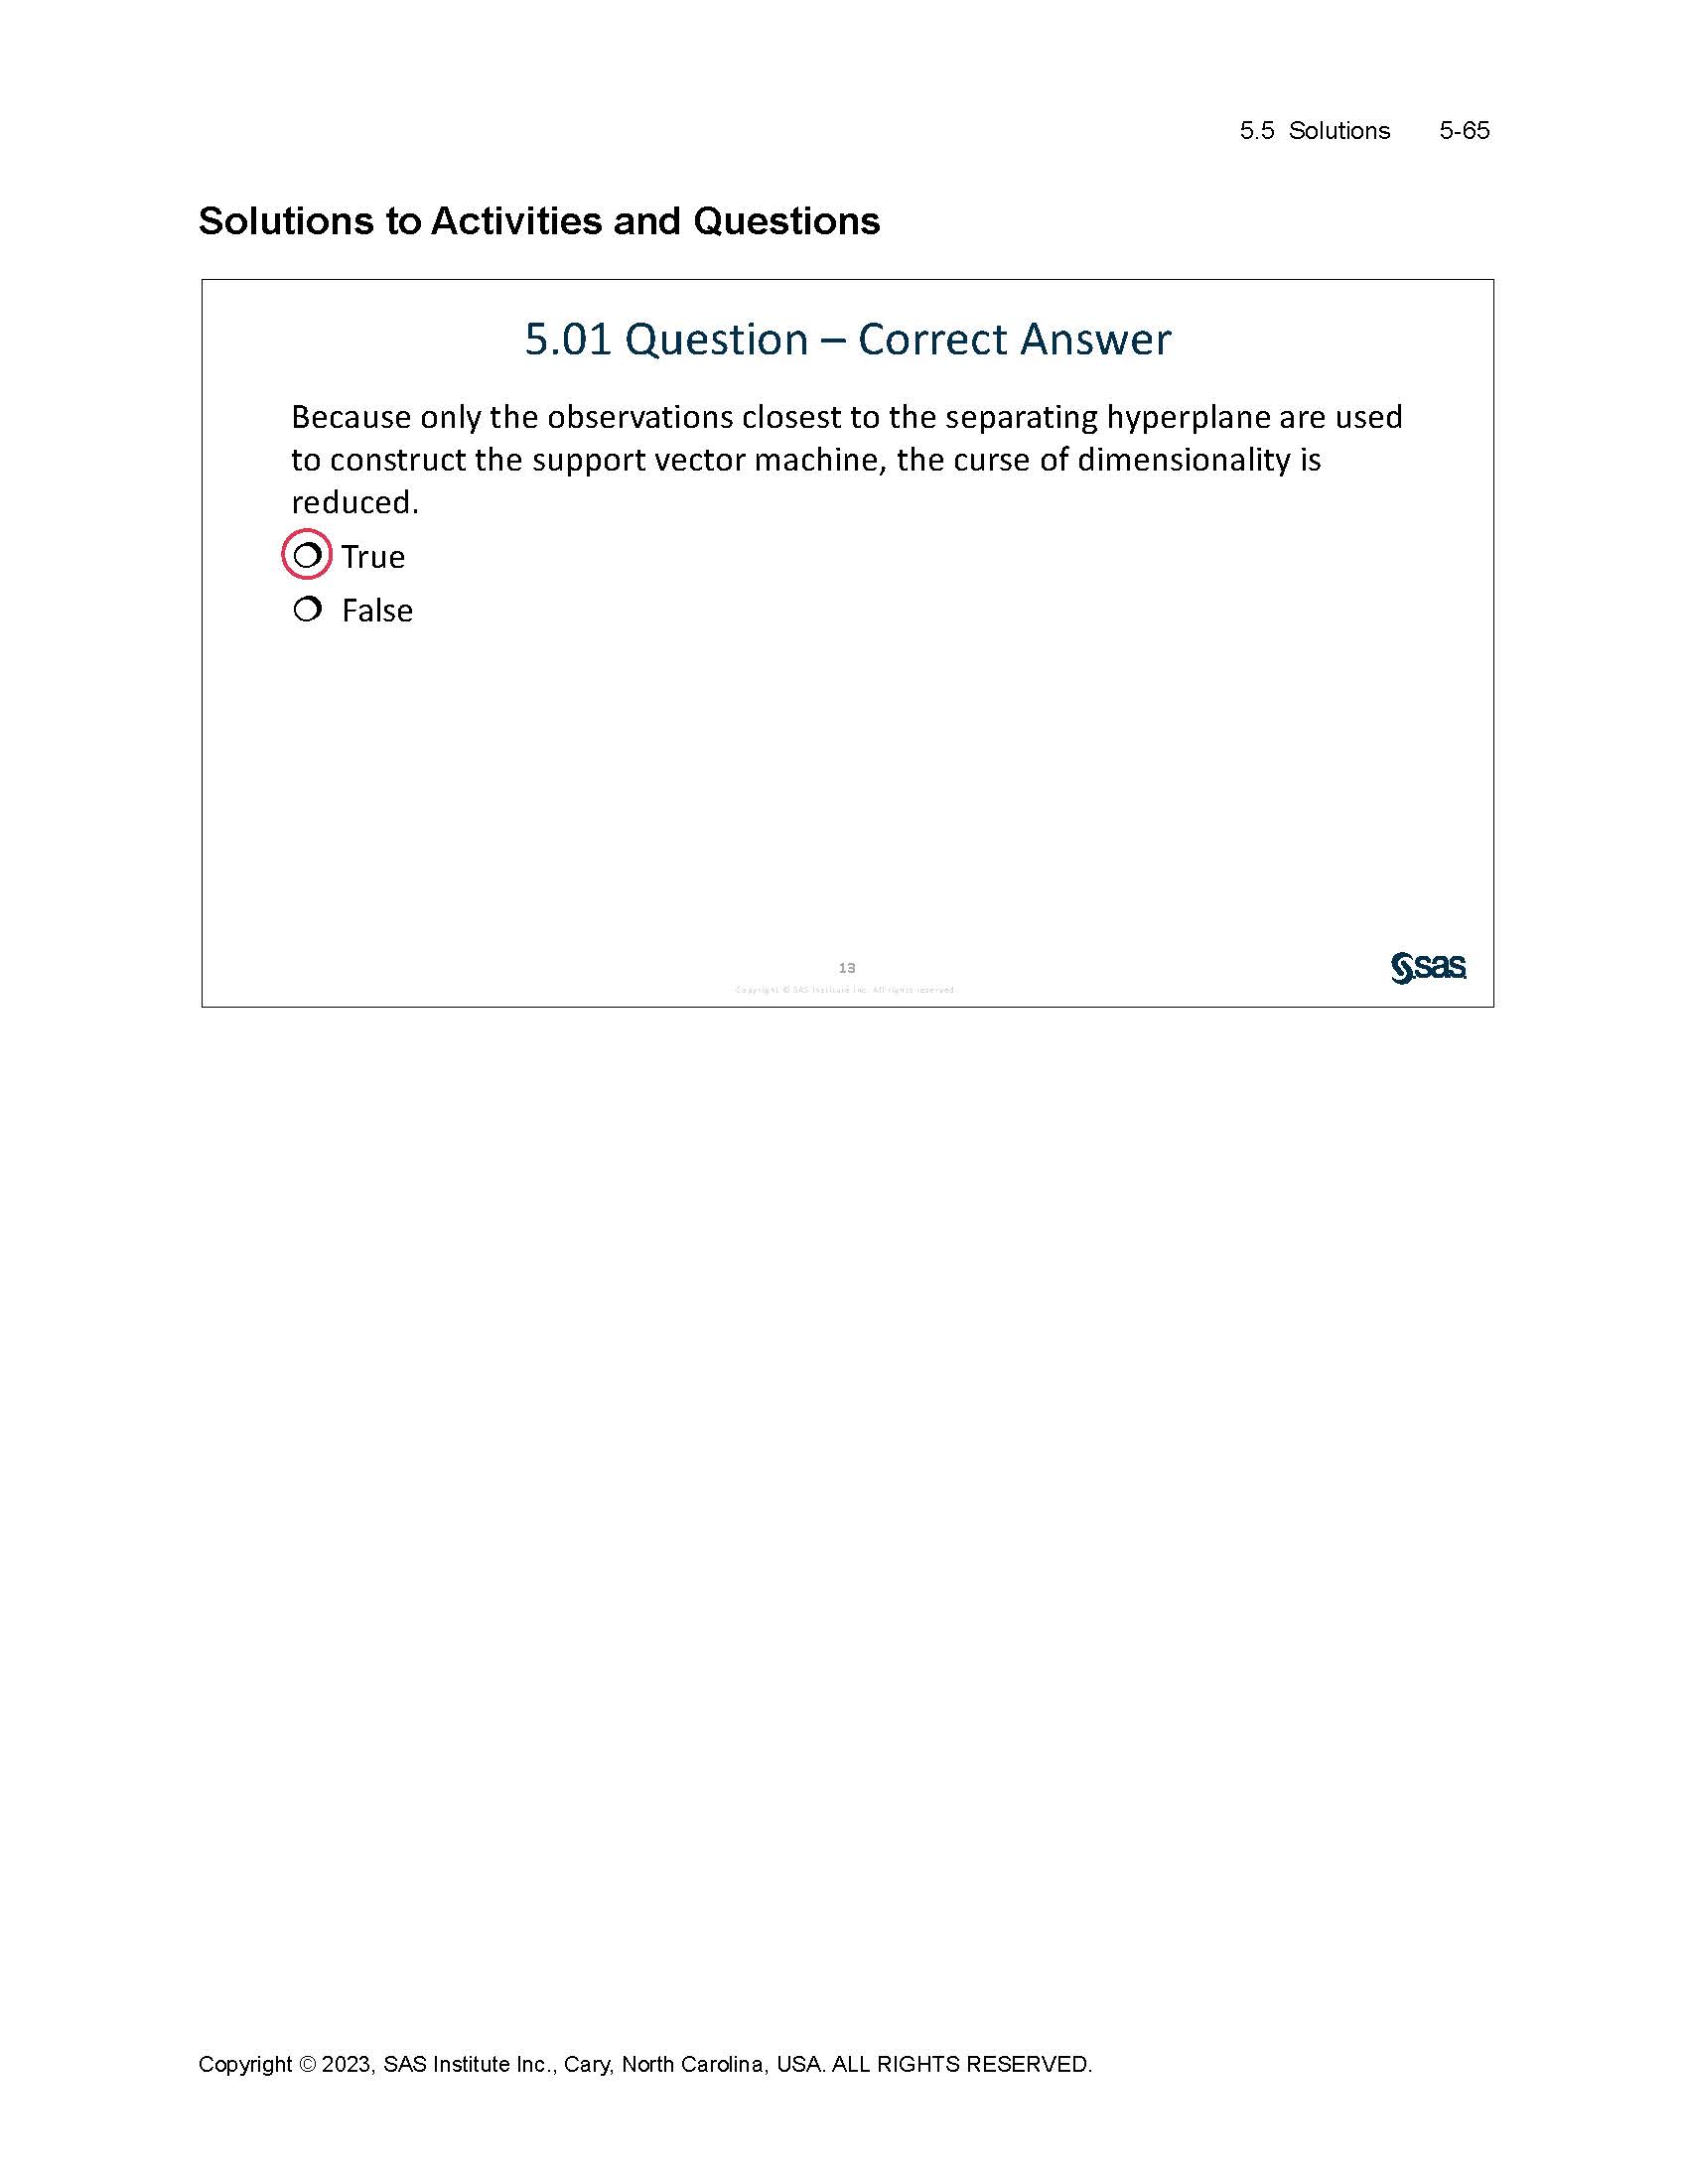 5.5 Solutions 5-65
Solutions to Activities and Questions
5.01 Question – Correct Answer
Because only the observations closest to the separating hyperplane are used
to construct the support vector machine, the curse of dimensionality is
reduced.
True
False
13
Copyright © SAS Institute Inc. All rights reserved.
sas
Copyright © 2023, SAS Institute Inc., Cary, North Carolina, USA. ALL RIGHTS RESERVED.